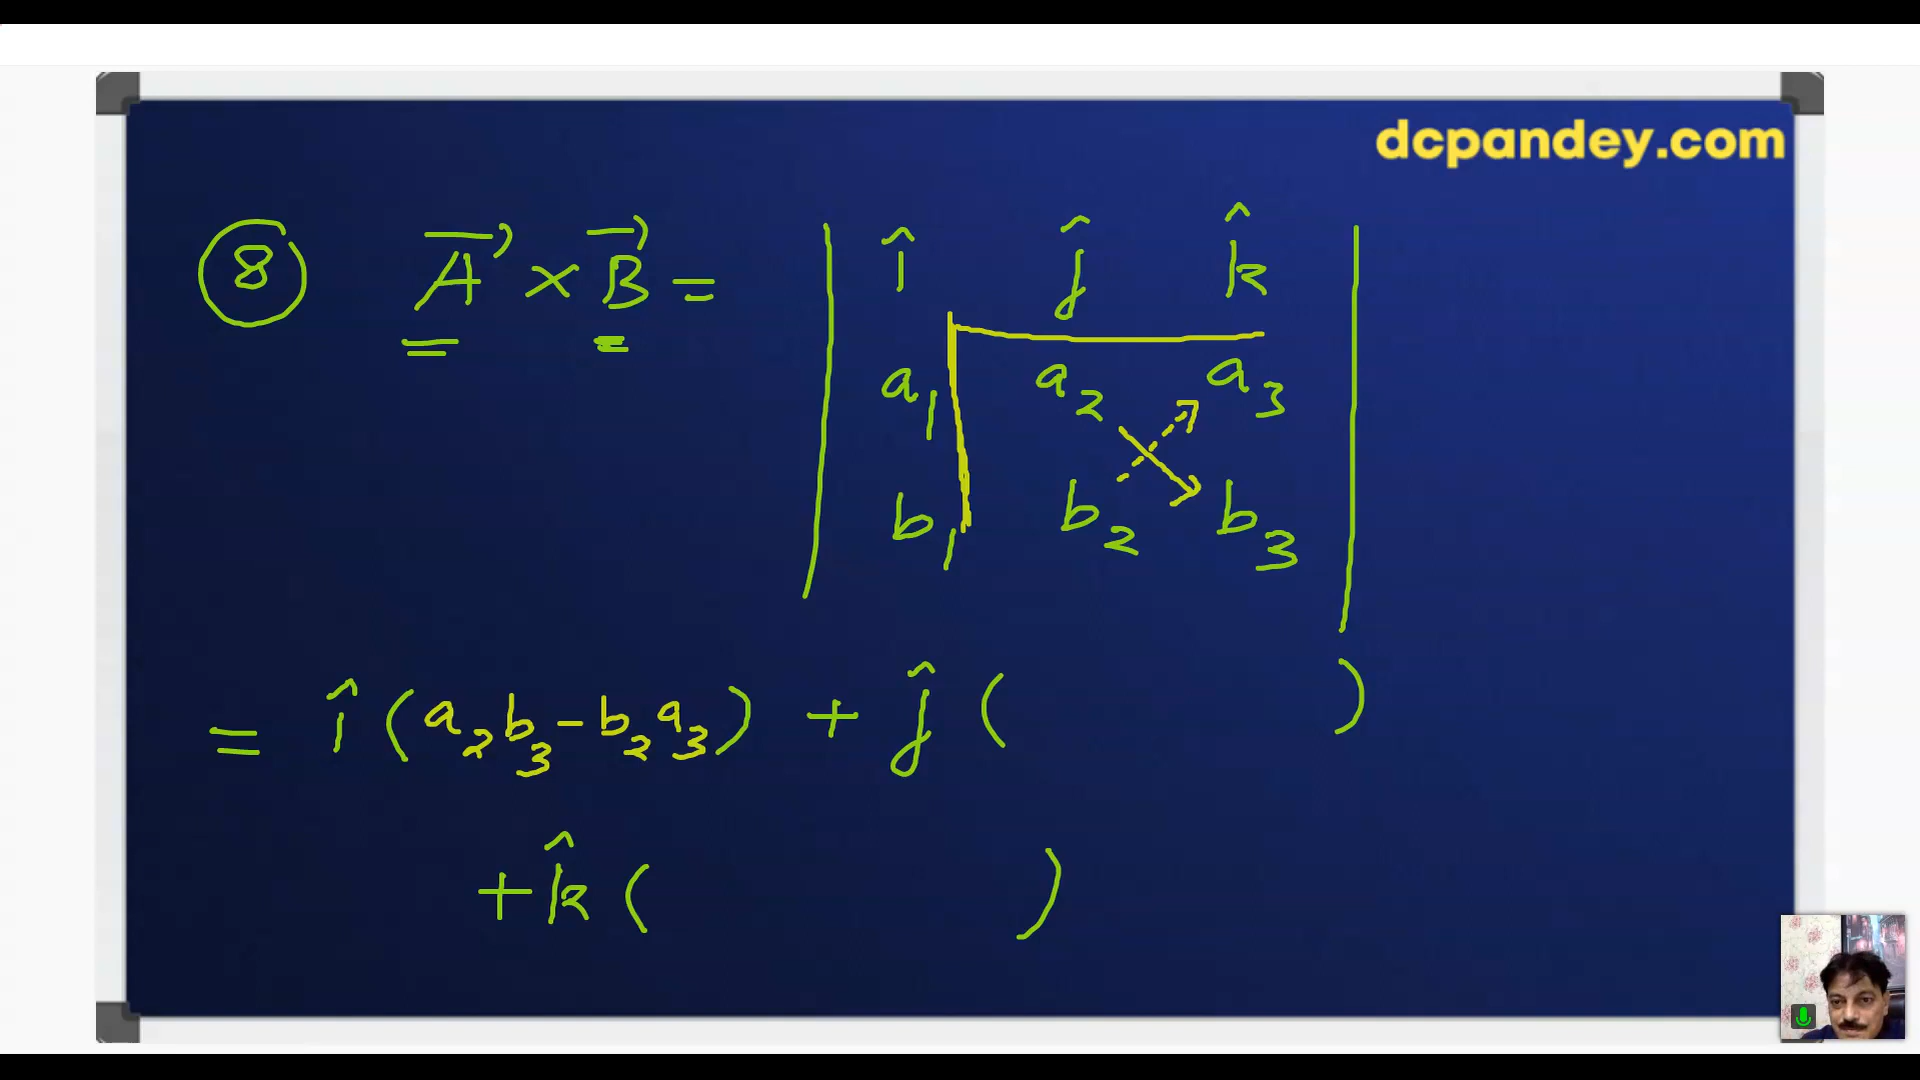 dcpandey.com
⑧ A⃗ × B⃗ = | î ĵ k̂ |
| a₁ a₂ a₃ |
| b₁ b₂ b₃ |
= î (a₂b₃ − b₂a₃) + ĵ ( )
+ k̂ ( )